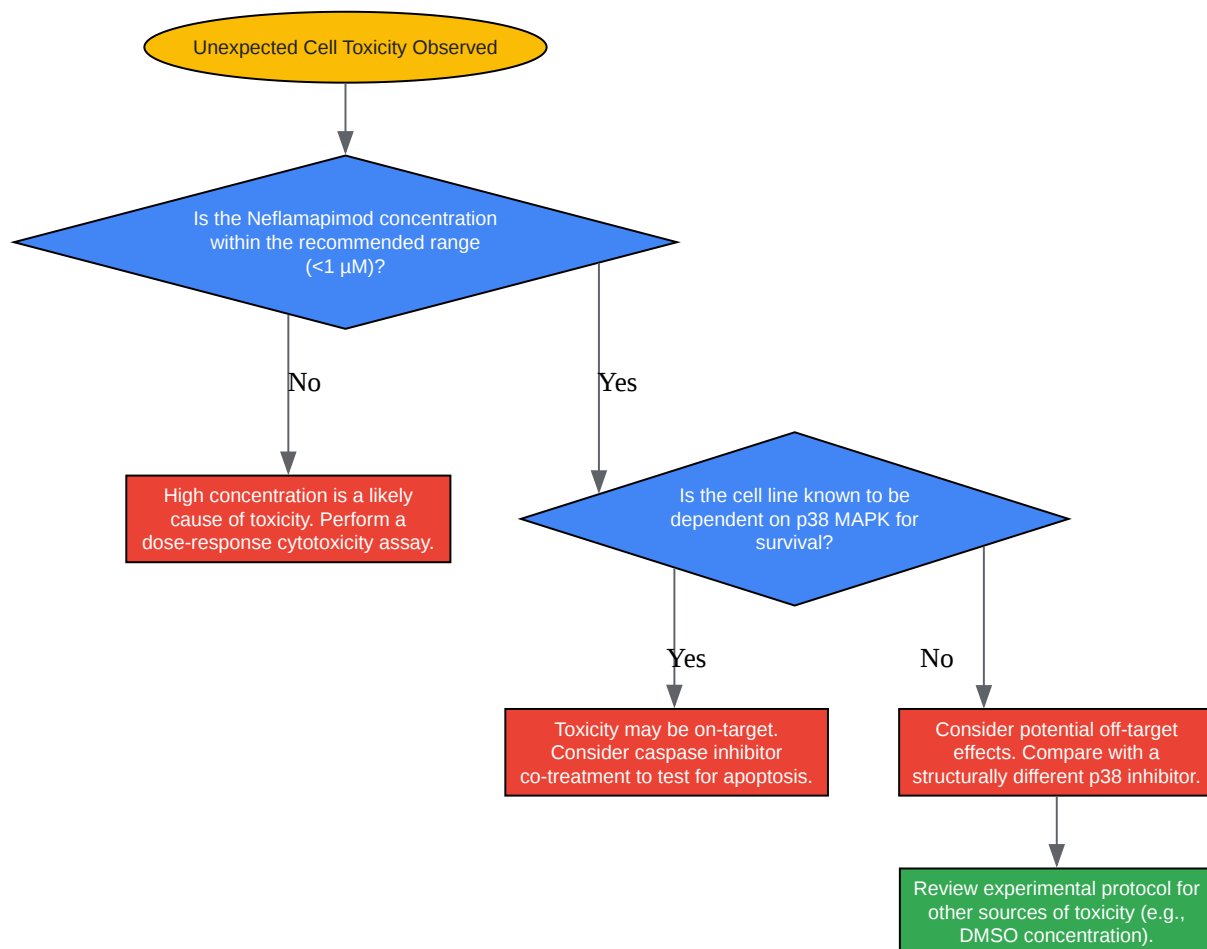 Unexpected Cell Toxicity Observed
Is the Neflamapimod concentration
within the recommended range
(<1 µM)?
No
Yes
High concentration is a likely
cause of toxicity. Perform a
dose-response cytotoxicity assay.
Is the cell line known to be
dependent on p38 MAPK for
survival?
Yes
No
Toxicity may be on-target.
Consider caspase inhibitor
co-treatment to test for apoptosis.
Consider potential off-target
effects. Compare with a
structurally different p38 inhibitor.
Review experimental protocol for
other sources of toxicity (e.g.,
DMSO concentration).